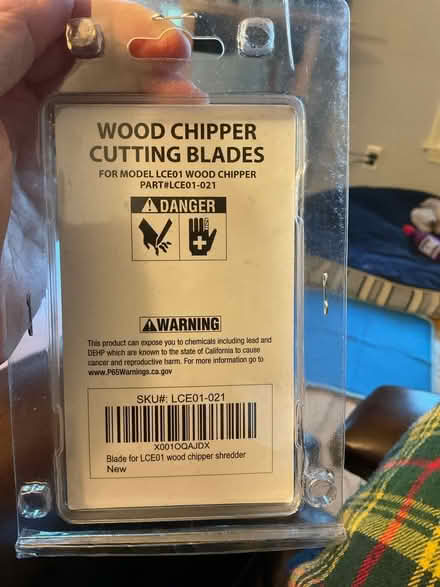 WOOD CHIPPER
CUTTING BLADES
FOR MODEL LCE01 WOOD CHIPPER
PART#LCE01-021
DANGER
WARNING
This product can expose you to chemicals including lead and
DEHP which are known to the state of California to cause
cancer and reproductive harm. For more information go to
www.P65Warnings.ca.gov
SKU#: LCE01-021
X001OQAJDX
Blade for LCE01 wood chipper shredder
New